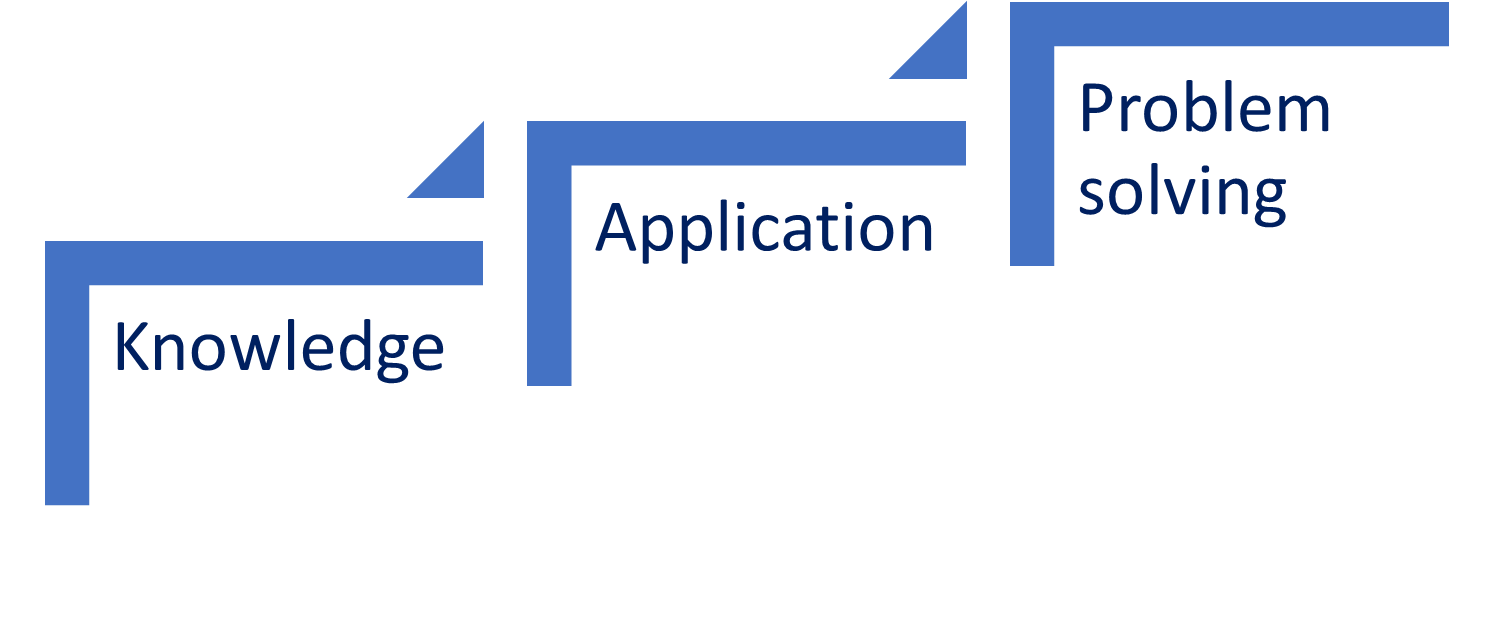 Knowledge
Application
Problem
solving